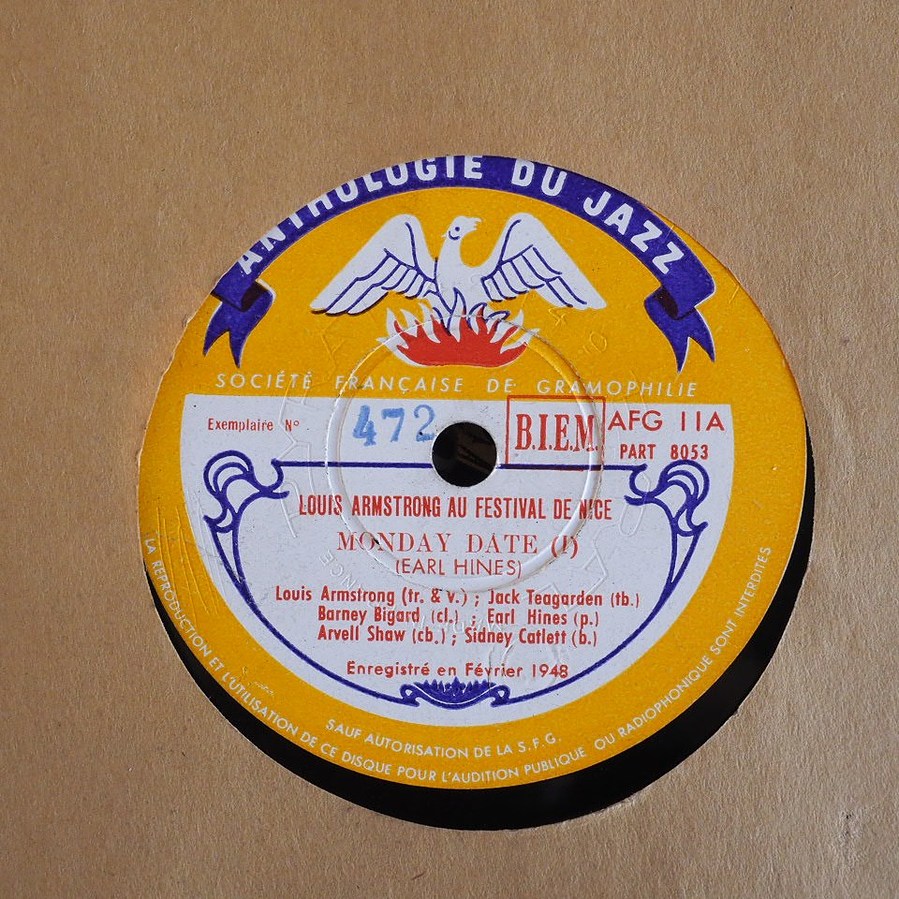 ANTHOLOGIE DU JAZZ
SOCIÉTÉ FRANÇAISE DE GRAMOPHILIE
Exemplaire N° 472
B.I.E.M.
AFG 11A
PART 8053
LOUIS ARMSTRONG AU FESTIVAL DE NICE
MONDAY DATE (I)
(EARL HINES)
Louis Armstrong (tr. & v.) ; Jack Teagarden (tb.)
Barney Bigard (cl.) ; Earl Hines (p.)
Arvell Shaw (cb.) ; Sidney Catlett (b.)
Enregistré en Février 1948
SAUF AUTORISATION DE LA S.F.G.
LA REPRODUCTION ET L'UTILISATION DE CE DISQUE POUR L'AUDITION PUBLIQUE OU RADIOPHONIQUE SONT INTERDITES